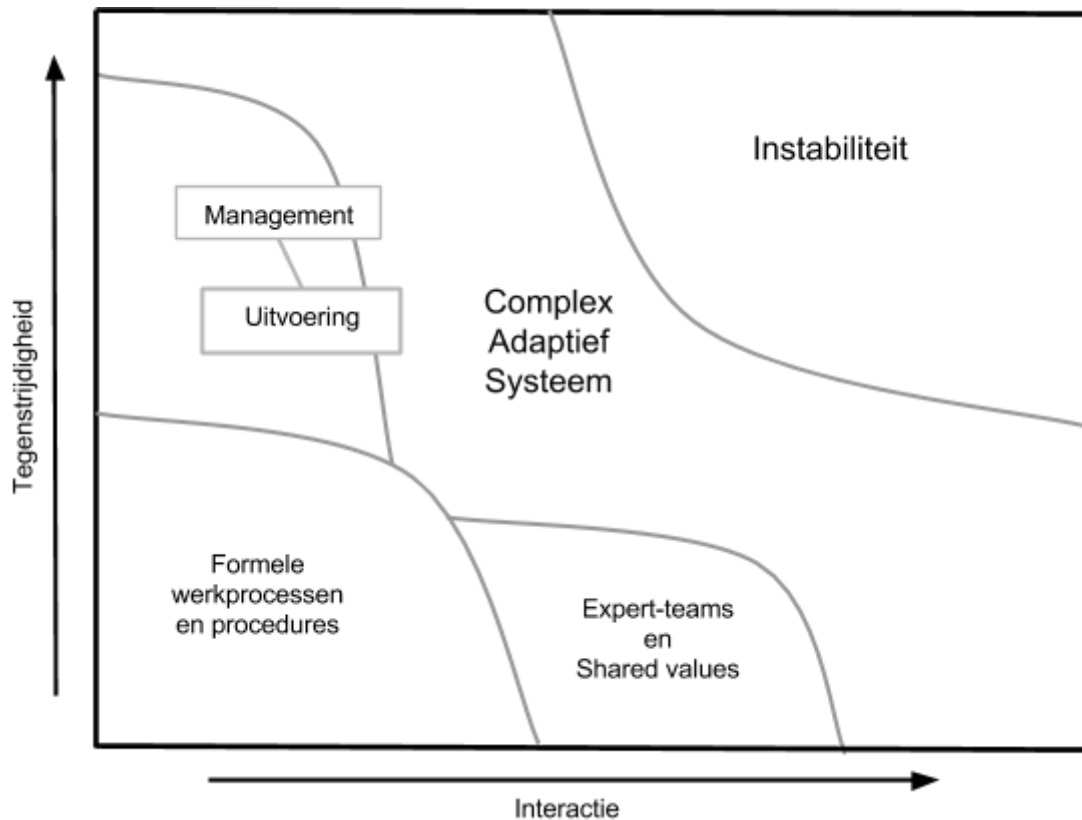 Instabiliteit
Management
Uitvoering
Complex
Adaptief
Systeem
Tegenstrijdigheid
Formele
werkprocessen
en procedures
Expert-teams
en
Shared values
Interactie